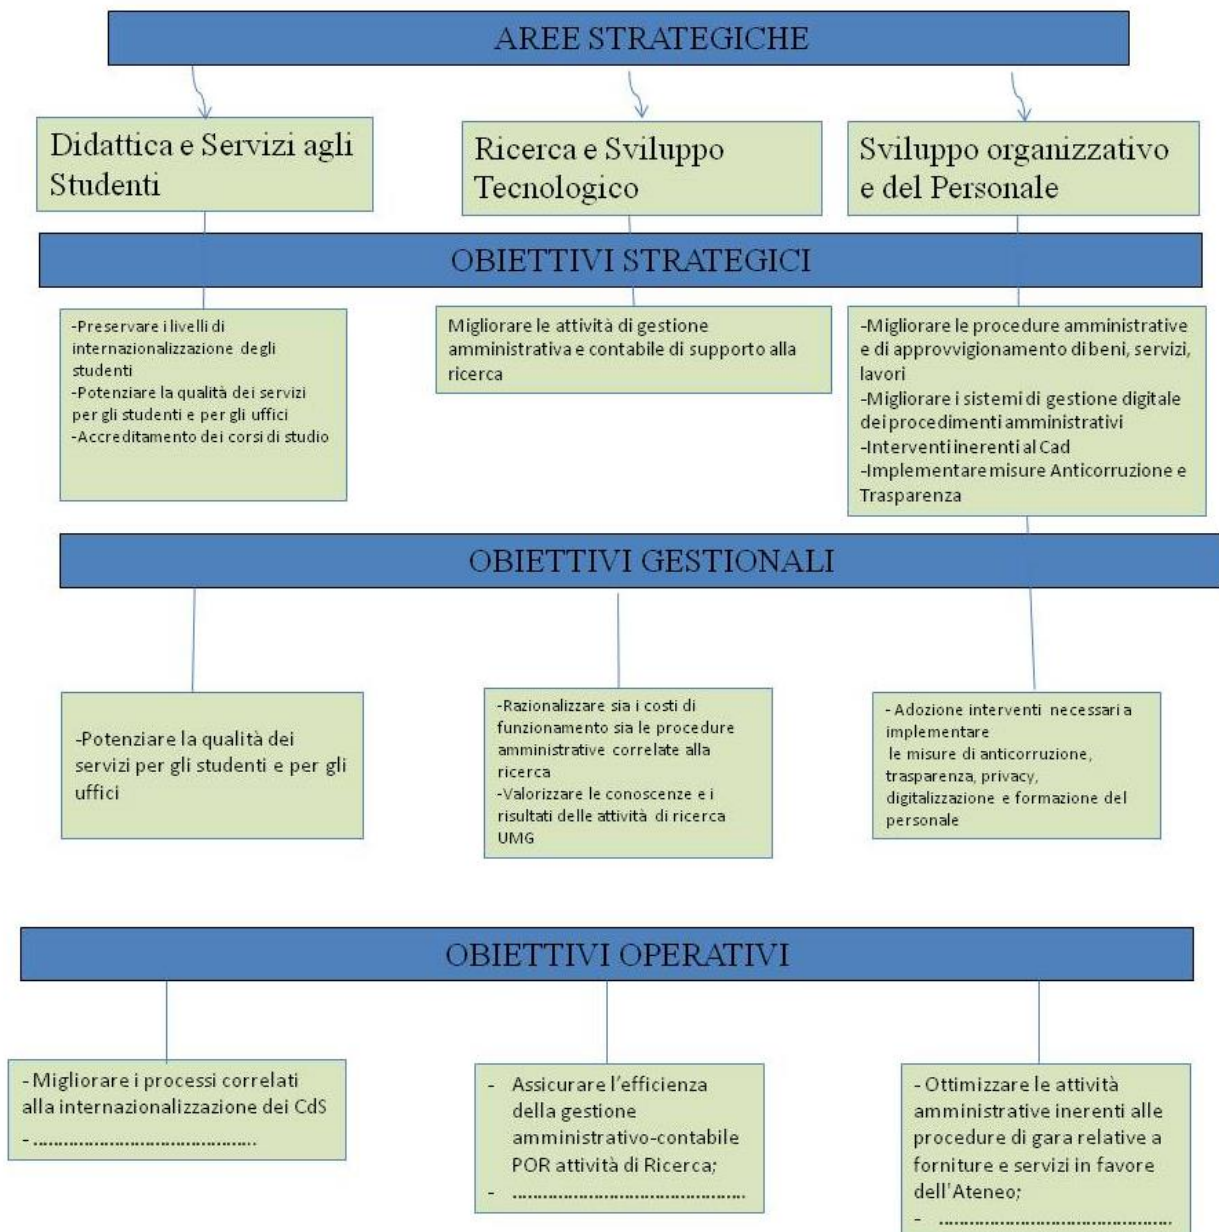 AREE STRATEGICHE
Didattica e Servizi agli
Studenti
Ricerca e Sviluppo
Tecnologico
Sviluppo organizzativo
e del Personale
OBIETTIVI STRATEGICI
-Preservare i livelli di
internazionalizzazione degli
studenti
-Potenziare la qualità dei servizi
per gli studenti e per gli uffici
-Accreditamento dei corsi di studio
Migliorare le attività di gestione
amministrativa e contabile di supporto alla
ricerca
-Migliorare le procedure amministrative
e di approvvigionamento di beni, servizi,
lavori
-Migliorare i sistemi di gestione digitale
dei procedimenti amministrativi
-Interventi inerenti al Cad
-Implementare misure Anticorruzione e
Trasparenza
OBIETTIVI GESTIONALI
-Potenziare la qualità dei
servizi per gli studenti e per gli
uffici
-Razionalizzare sia i costi di
funzionamento sia le procedure
amministrative correlate alla
ricerca
-Valorizzare le conoscenze e i
risultati delle attività di ricerca
UMG
- Adozione interventi necessari a
implementare
le misure di anticorruzione,
trasparenza, privacy,
digitalizzazione e formazione del
personale
OBIETTIVI OPERATIVI
- Migliorare i processi correlati
alla internazionalizzazione dei CdS
- ............................................
- Assicurare l'efficienza
della gestione
amministrativo-contabile
POR attività di Ricerca;
- ..............................................
- Ottimizzare le attività
amministrative inerenti alle
procedure di gara relative a
forniture e servizi in favore
dell'Ateneo;
- ..............................................